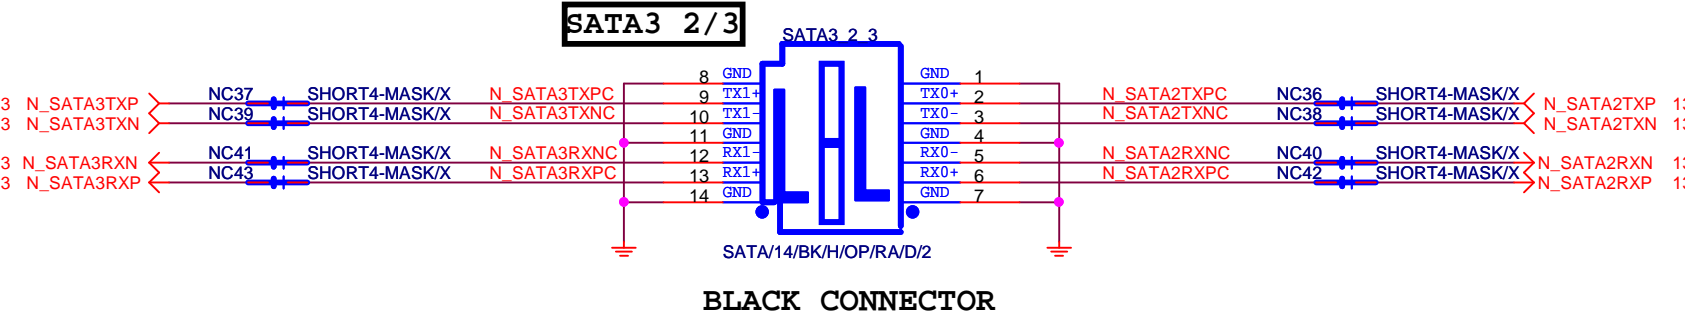 SATA3 2/3
SATA3_2_3
8 GND GND 1
3 N_SATA3TXP NC37 SHORT4-MASK/X N_SATA3TXPC 9 TX1+ TX0+ 2 N_SATA2TXPC NC36 SHORT4-MASK/X N_SATA2TXP
3 N_SATA3TXN NC39 SHORT4-MASK/X N_SATA3TXNC 10 TX1- TX0- 3 N_SATA2TXNC NC38 SHORT4-MASK/X N_SATA2TXN
11 GND GND 4
3 N_SATA3RXN NC41 SHORT4-MASK/X N_SATA3RXNC 12 RX1- RX0- 5 N_SATA2RXNC NC40 SHORT4-MASK/X N_SATA2RXN
3 N_SATA3RXP NC43 SHORT4-MASK/X N_SATA3RXPC 13 RX1+ RX0+ 6 N_SATA2RXPC NC42 SHORT4-MASK/X N_SATA2RXP
14 GND GND 7
SATA/14/BK/H/OP/RA/D/2
BLACK CONNECTOR